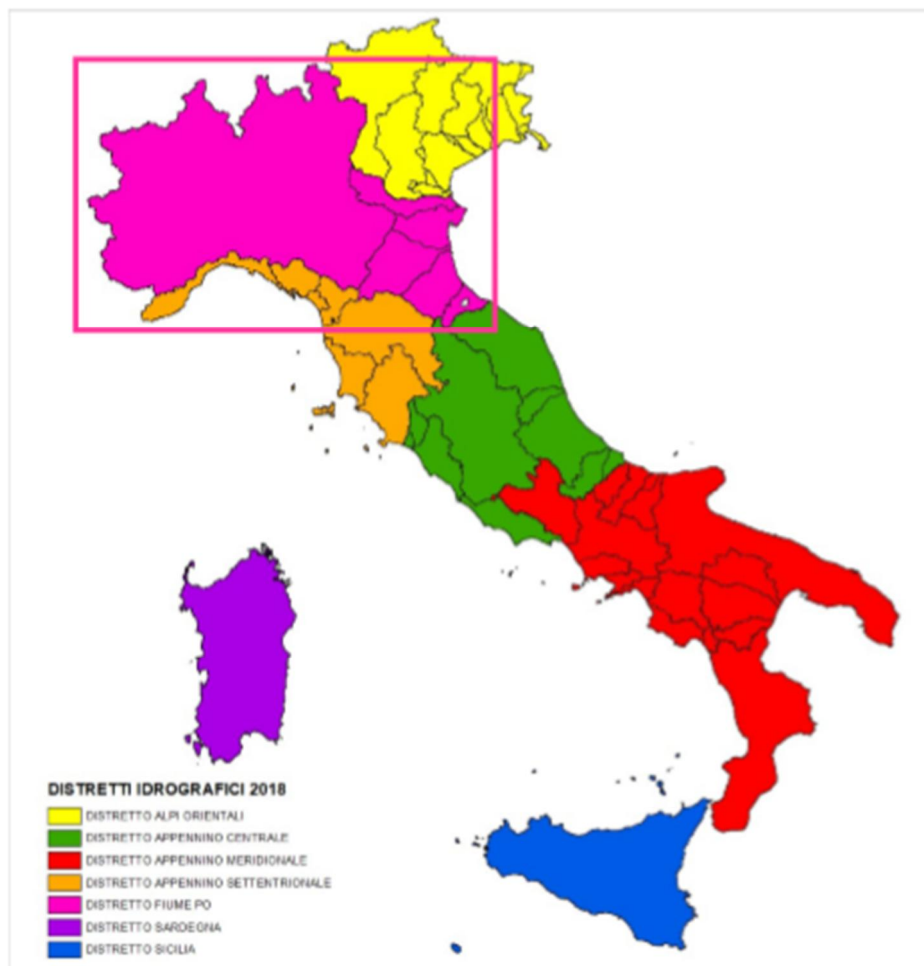 DISTRETTI IDROGRAFICI 2018
DISTRETTO ALPI ORIENTALI
DISTRETTO APPENNINO CENTRALE
DISTRETTO APPENNINO MERIDIONALE
DISTRETTO APPENNINO SETTENTRIONALE
DISTRETTO FIUME PO
DISTRETTO SARDEGNA
DISTRETTO SICILIA